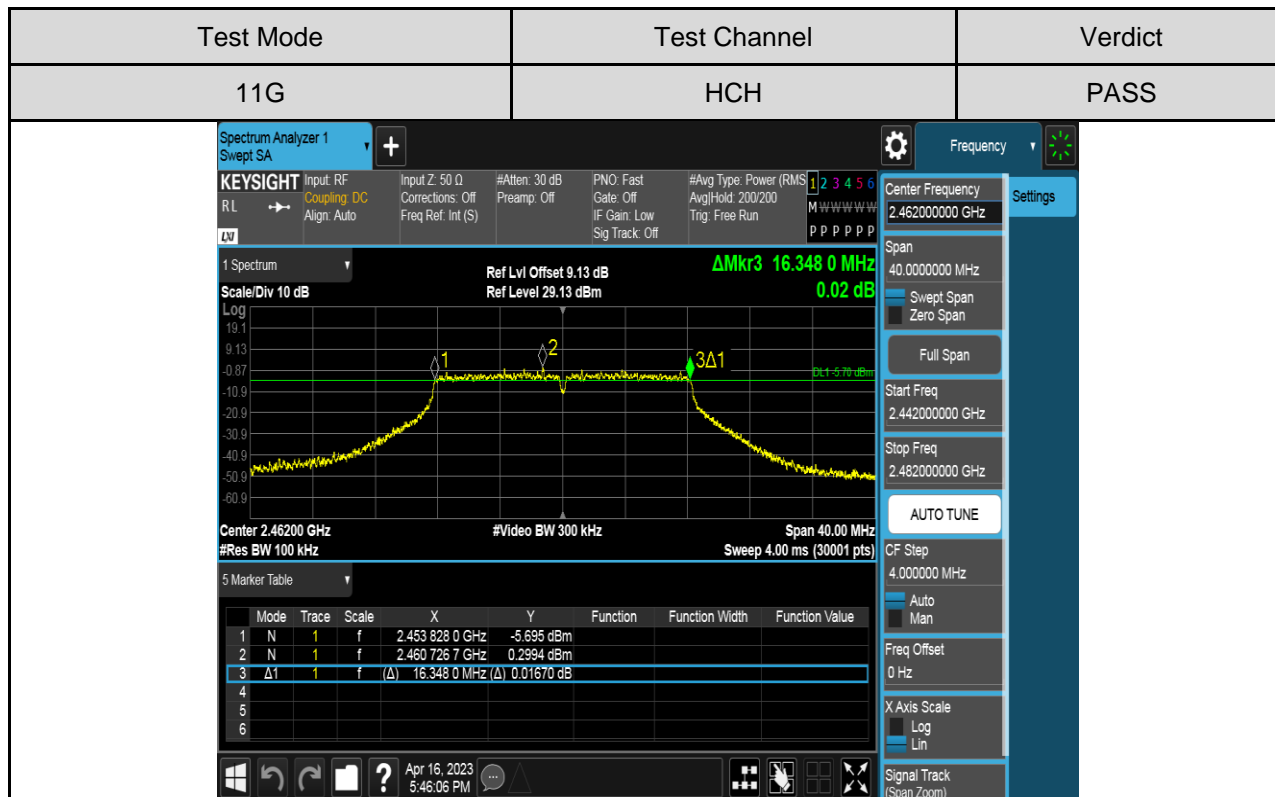 Test Mode Test Channel Verdict
11G HCH PASS
Spectrum Analyzer 1
Swept SA
Frequency
KEYSIGHT Input: RF Input Z: 50 Ω #Atten: 30 dB PNO: Fast #Avg Type: Power (RMS 1 2 3 4 5 6
RL Coupling: DC Corrections: Off Preamp: Off Gate: Off Avg|Hold: 200/200 M W W W W W
Align: Auto Freq Ref: Int (S) IF Gain: Low Trig: Free Run
LXI Sig Track: Off P P P P P P
1 Spectrum
Ref Lvl Offset 9.13 dB ΔMkr3 16.348 0 MHz
Scale/Div 10 dB Ref Level 29.13 dBm 0.02 dB
Log
19.1
9.13
-0.87
-10.9
-20.9
-30.9
-40.9
-50.9
-60.9
1
2
3Δ1
DL1 -5.70 dBm
Center 2.46200 GHz #Video BW 300 kHz Span 40.00 MHz
#Res BW 100 kHz Sweep 4.00 ms (30001 pts)
5 Marker Table
Mode Trace Scale X Y Function Function Width Function Value
1 N 1 f 2.453 828 0 GHz -5.695 dBm
2 N 1 f 2.460 726 7 GHz 0.2994 dBm
3 Δ1 1 f (Δ) 16.348 0 MHz (Δ) 0.01670 dB
4
5
6
?
Apr 16, 2023
5:46:06 PM
Center Frequency
2.462000000 GHz
Settings
Span
40.0000000 MHz
Swept Span
Zero Span
Full Span
Start Freq
2.442000000 GHz
Stop Freq
2.482000000 GHz
AUTO TUNE
CF Step
4.000000 MHz
Auto
Man
Freq Offset
0 Hz
X Axis Scale
Log
Lin
Signal Track
(Span Zoom)